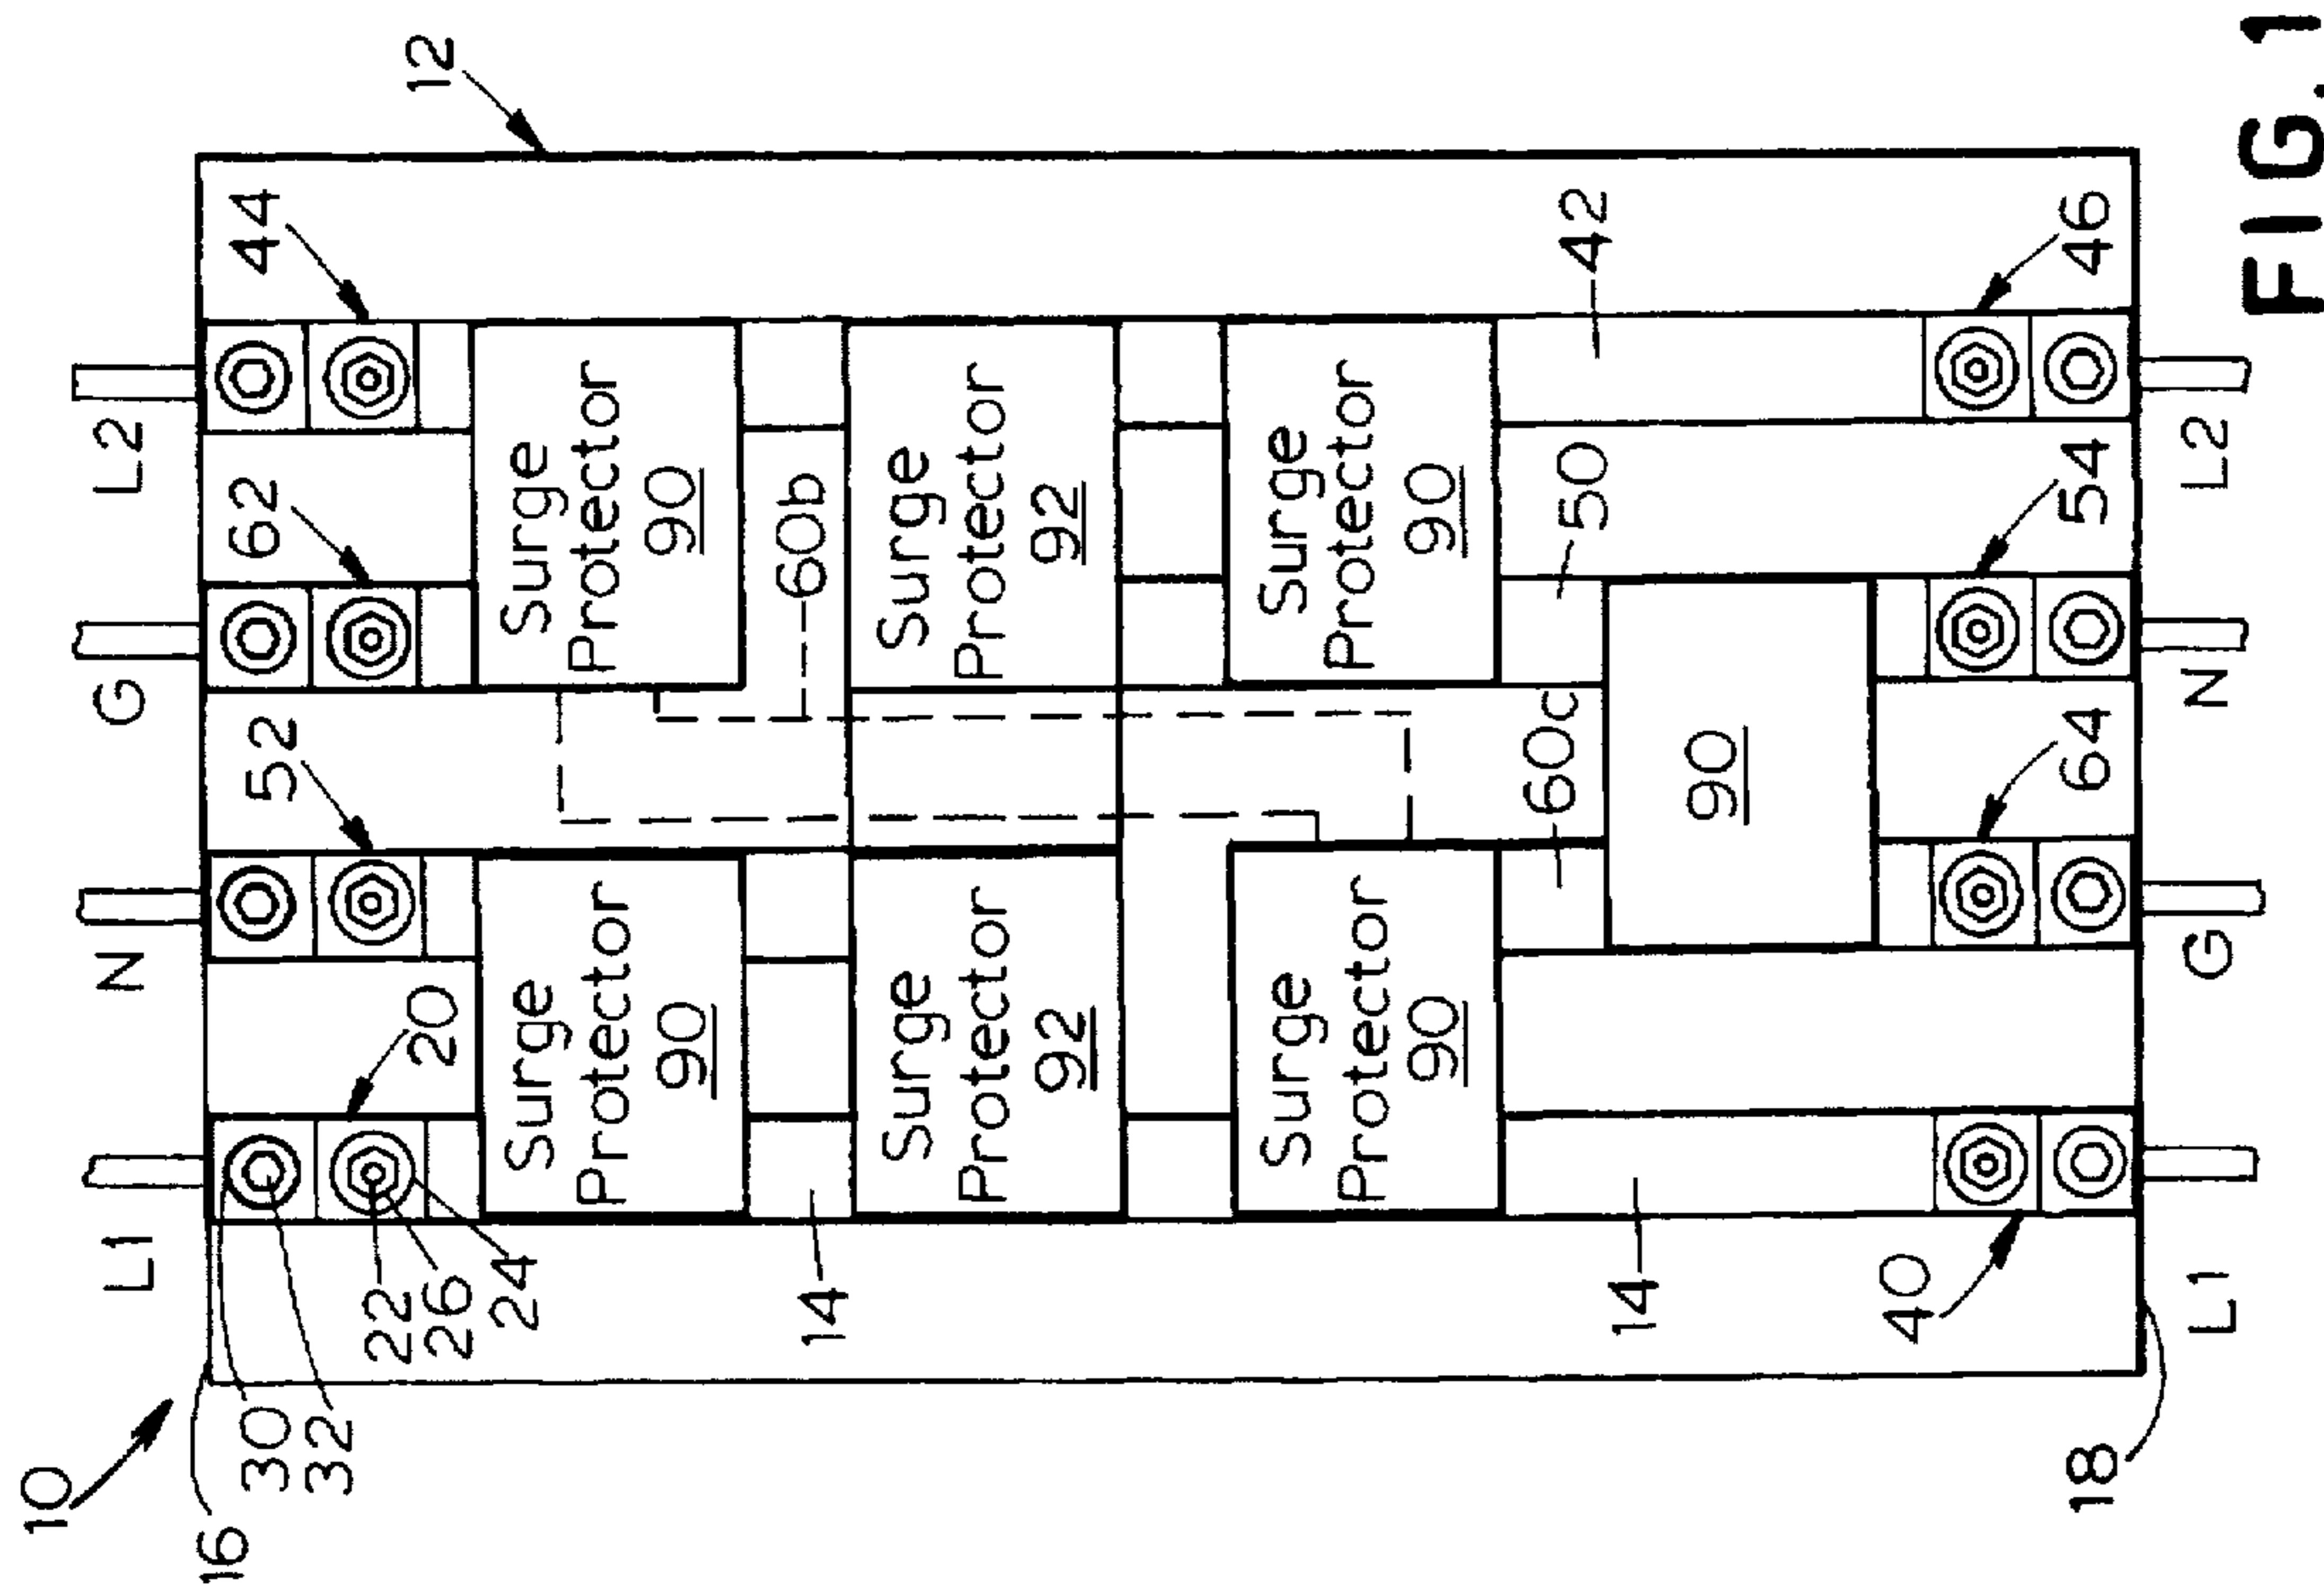 10
16
30
32
L1
N
G
L2
12
20
52
62
44
22
26
24
Surge
Protector
90
Surge
Protector
90
14
60b
Surge
Protector
92
Surge
Protector
92
Surge
Protector
90
Surge
Protector
90
14
60c
50
42
90
40
64
54
46
18
L1
G
N
L2
FIG. 1